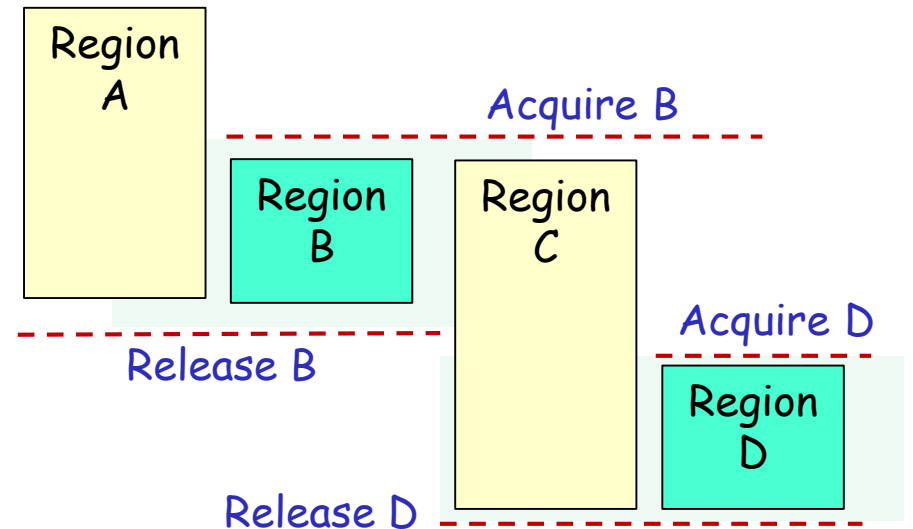 Region
A
Acquire B
Region
B
Region
C
Release B
Acquire D
Region
D
Release D